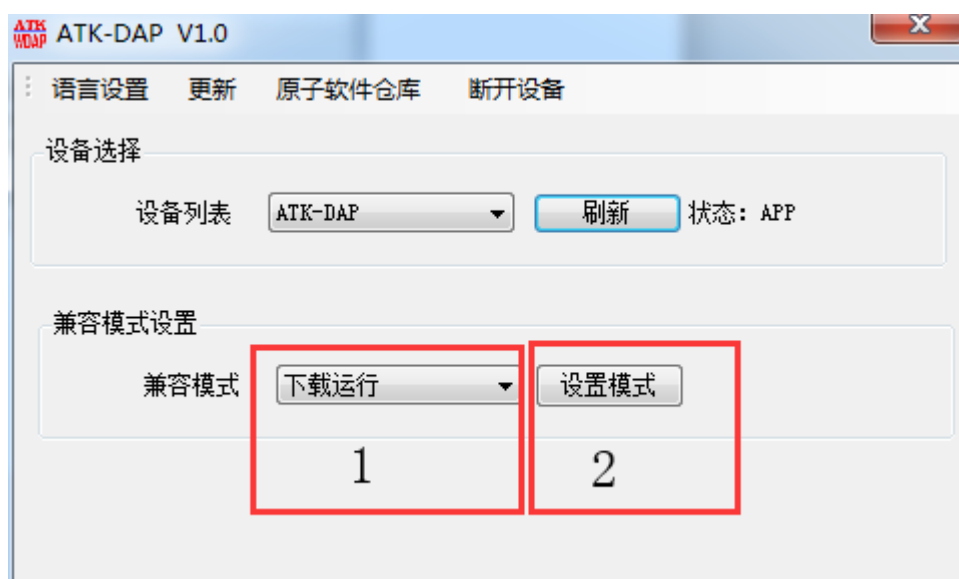 ATK WDAP ATK-DAP V1.0
语言设置 更新 原子软件仓库 断开设备
设备选择
设备列表 ATK-DAP 刷新 状态: APP
兼容模式设置
兼容模式 下载运行 设置模式
1 2